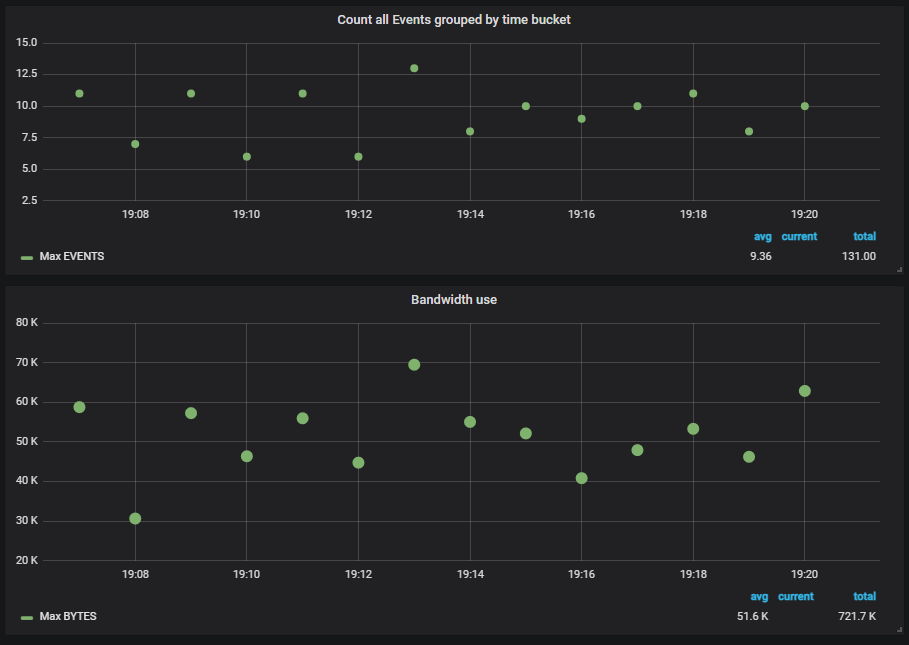 Count all Events grouped by time bucket
15.0
12.5
10.0
7.5
5.0
2.5
19:08 19:10 19:12 19:14 19:16 19:18 19:20
avg current total
Max EVENTS 9.36 131.00
Bandwidth use
80 K
70 K
60 K
50 K
40 K
30 K
20 K
19:08 19:10 19:12 19:14 19:16 19:18 19:20
avg current total
Max BYTES 51.6 K 721.7 K